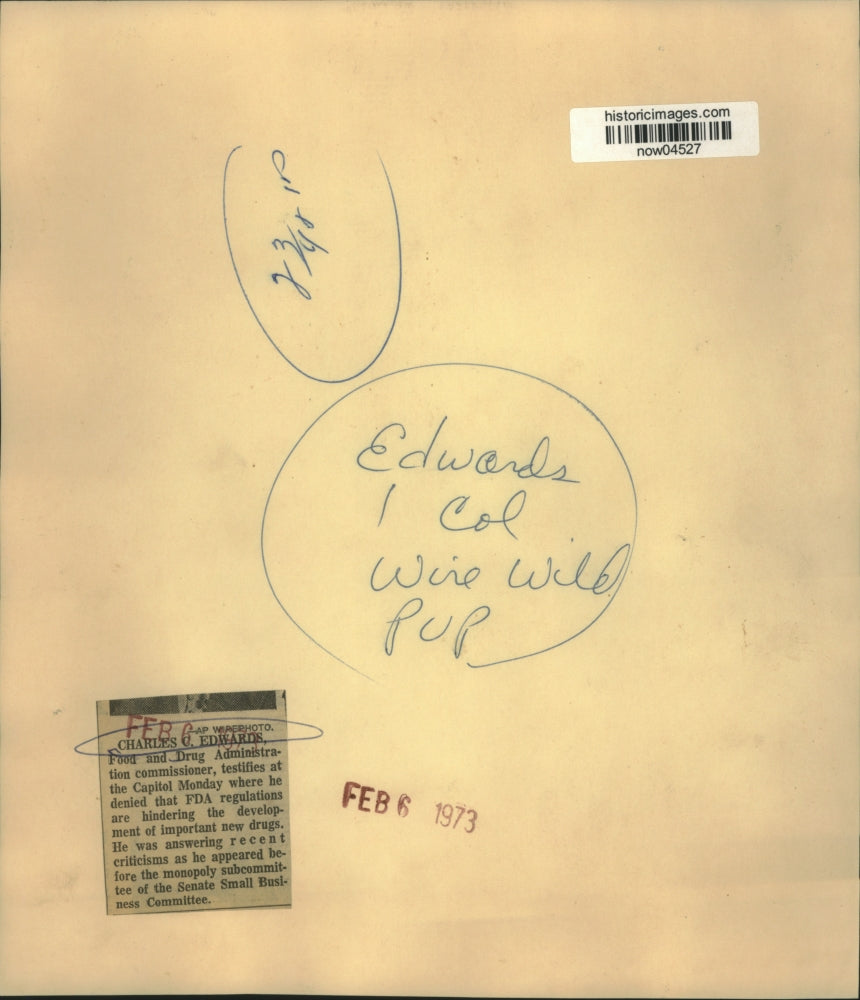 historicimages.com
now04527
Edwards
1 Col
Wire Wild
PUP
FEB 6
AP WIREPHOTO.
CHARLES C. EDWARDS,
Food and Drug Administra-
tion commissioner, testifies at
the Capitol Monday where he
denied that FDA regulations
are hindering the develop-
ment of important new drugs.
He was answering recent
criticisms as he appeared be-
fore the monopoly subcommit-
tee of the Senate Small Busi-
ness Committee.
FEB 6 1973